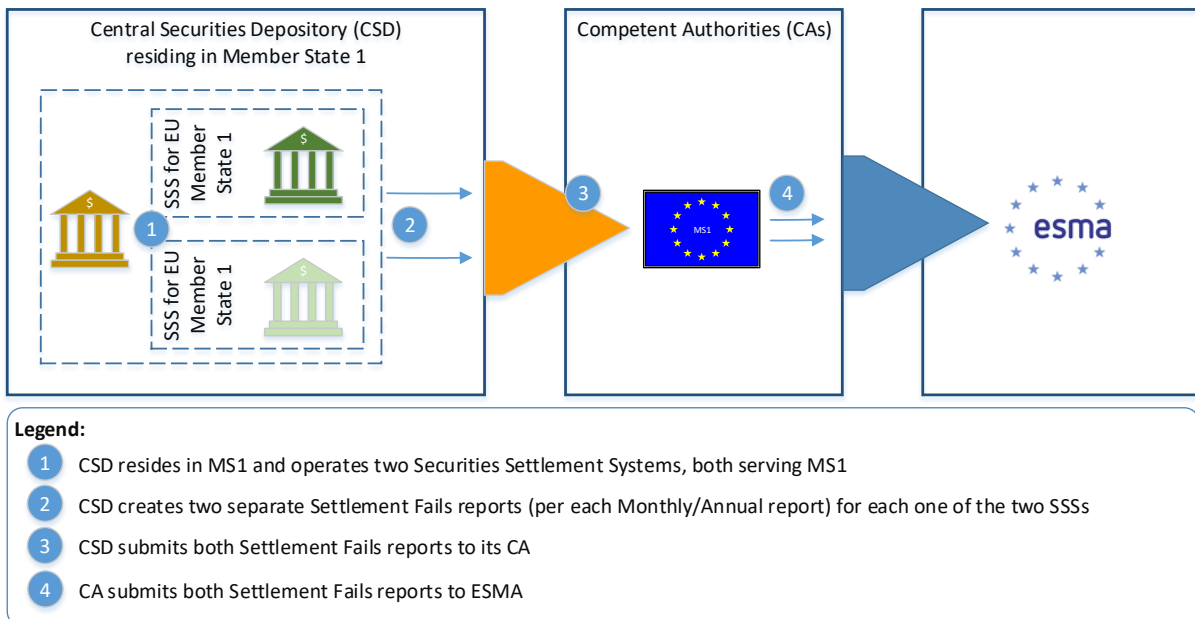 Central Securities Depository (CSD)
residing in Member State 1
Competent Authorities (CAs)
SSS for EU
Member
State 1
$
$
1
SSS for EU
Member
State 1
$
2
3
MS1
4
esma
Legend:
1 CSD resides in MS1 and operates two Securities Settlement Systems, both serving MS1
2 CSD creates two separate Settlement Fails reports (per each Monthly/Annual report) for each one of the two SSSs
3 CSD submits both Settlement Fails reports to its CA
4 CA submits both Settlement Fails reports to ESMA